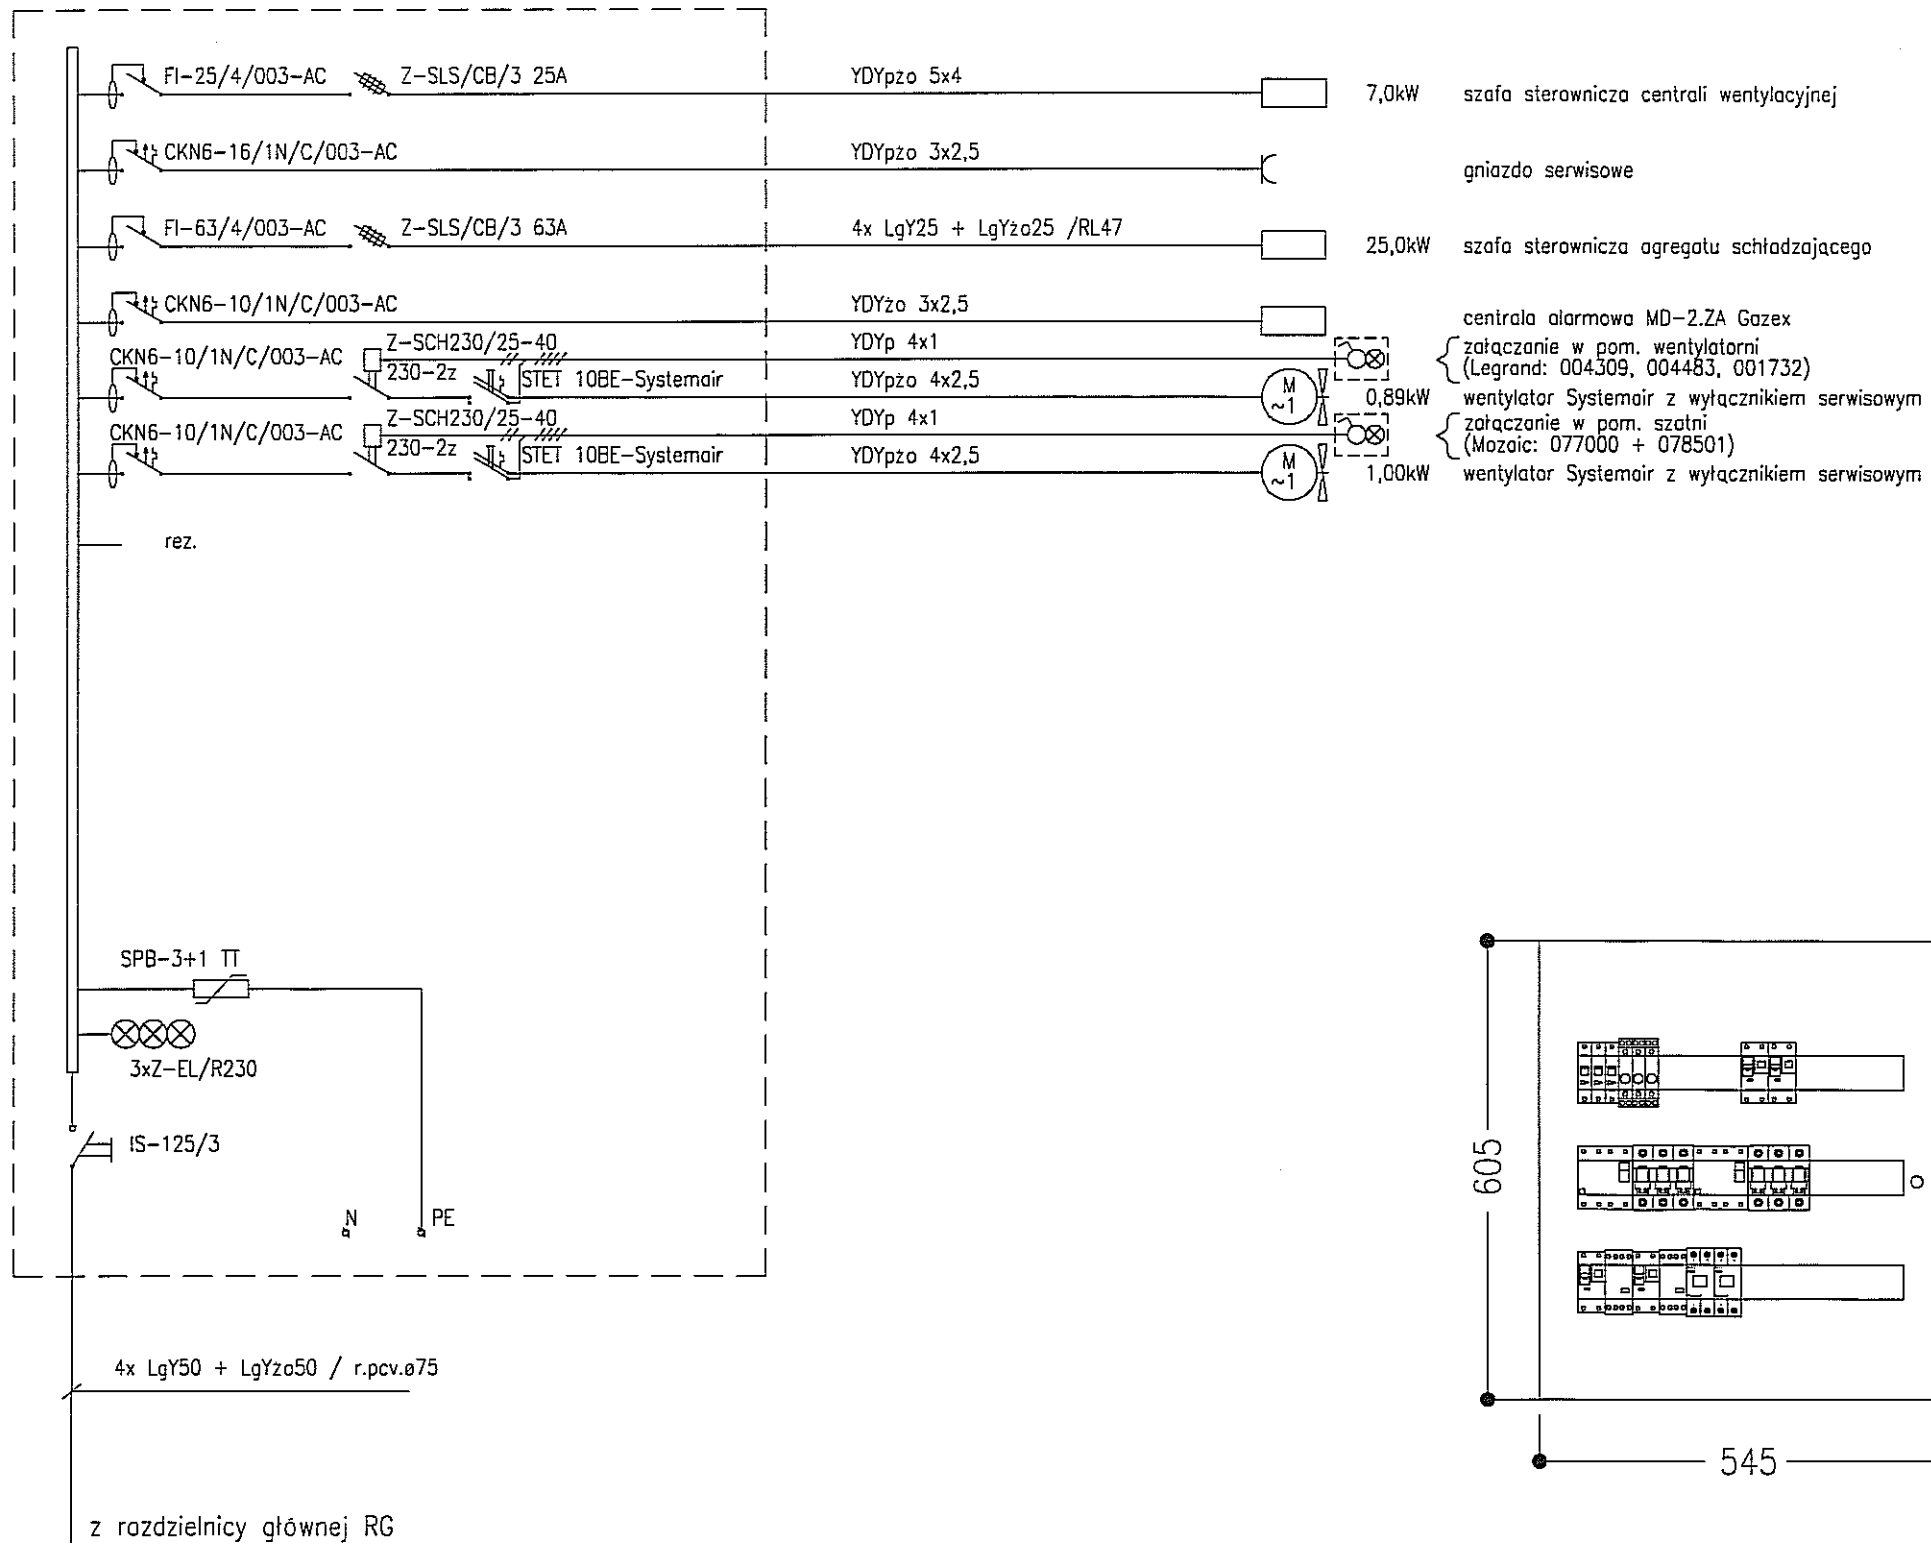 FI-25/4/003-AC Z-SLS/CB/3 25A YDYpżo 5x4 7,0kW szafa sterownicza centrali wentylacyjnej
CKN6-16/1N/C/003-AC YDYpżo 3x2,5 gniazdo serwisowe
FI-63/4/003-AC Z-SLS/CB/3 63A 4x LgY25 + LgYżo25 /RL47 25,0kW szafa sterownicza agregatu schładzającego
CKN6-10/1N/C/003-AC YDYżo 3x2,5 centrala alarmowa MD-2.ZA Gazex
Z-SCH230/25-40 YDYp 4x1 załączanie w pom. wentylatorni
(Legrand: 004309, 004483, 001732)
CKN6-10/1N/C/003-AC 230-2z STET 10BE-Systemair YDYpżo 4x2,5 M ~1 0,89kW wentylator Systemair z wyłącznikiem serwisowym
Z-SCH230/25-40 YDYp 4x1 załączanie w pom. szatni
(Mozaic: 077000 + 078501)
CKN6-10/1N/C/003-AC 230-2z STET 10BE-Systemair YDYpżo 4x2,5 M ~1 1,00kW wentylator Systemair z wyłącznikiem serwisowym
rez.
SPB-3+1 TT
3xZ-EL/R230
IS-125/3
N PE
4x LgY50 + LgYżo50 / r.pcv.ø75
z rozdzielnicy głównej RG
605
545